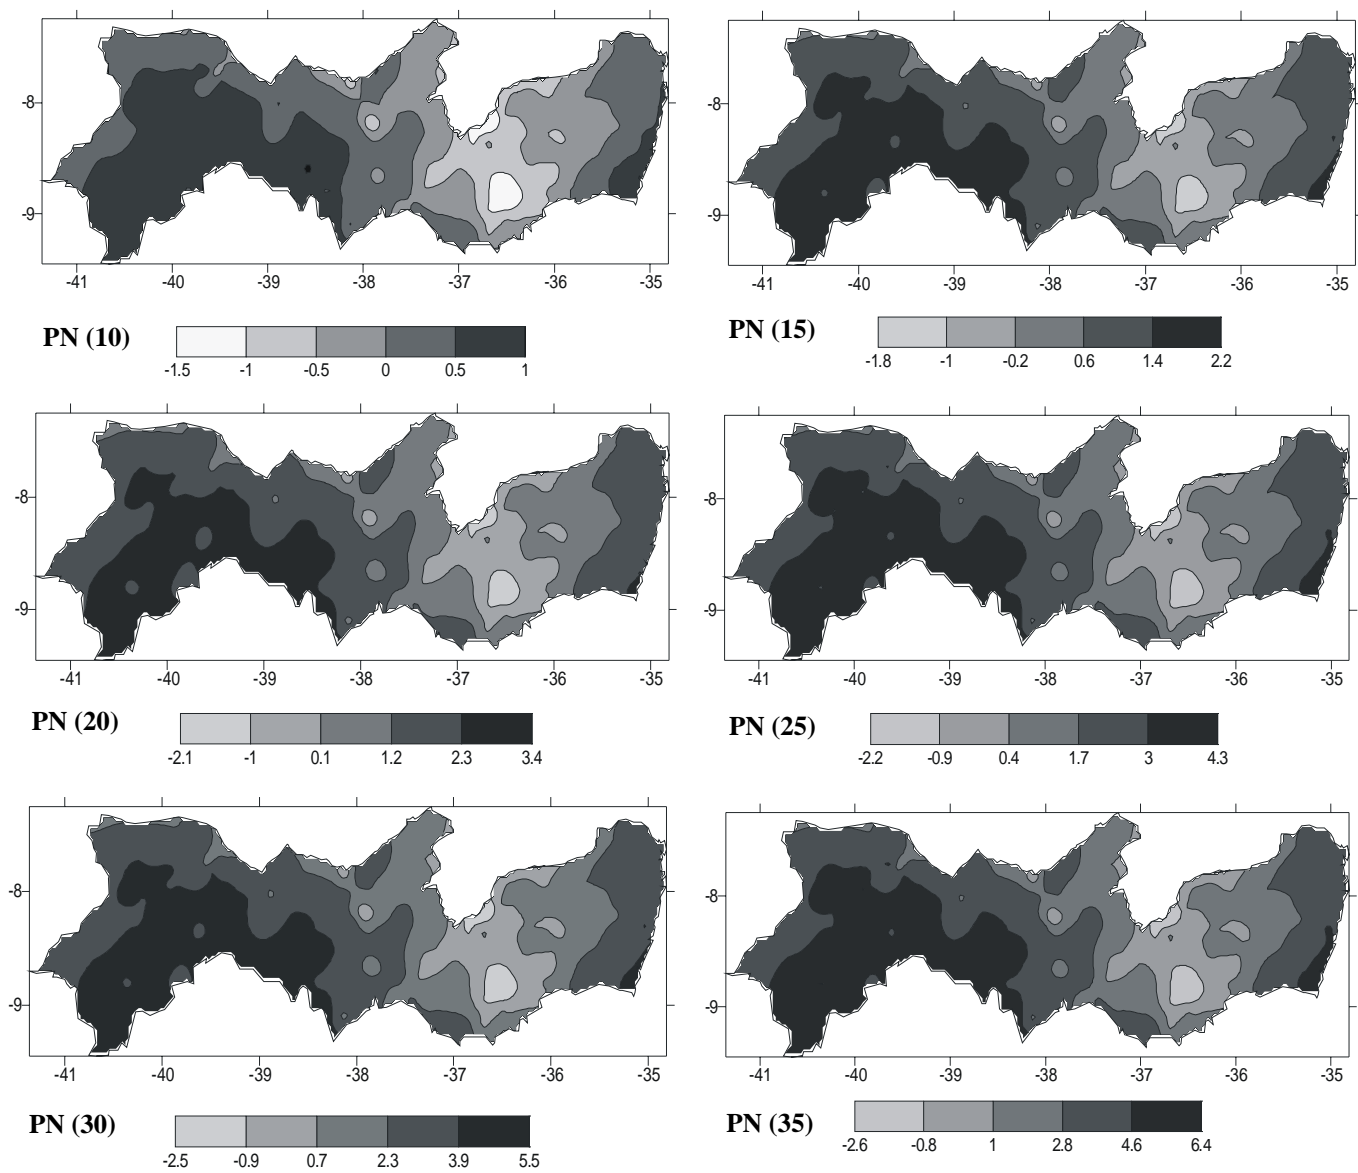 -8
-9
-41 -40 -39 -38 -37 -36 -35
PN (10)
-1.5 -1 -0.5 0 0.5 1
-8
-9
-41 -40 -39 -38 -37 -36 -35
PN (15)
-1.8 -1 -0.2 0.6 1.4 2.2
-8
-9
-41 -40 -39 -38 -37 -36 -35
PN (20)
-2.1 -1 0.1 1.2 2.3 3.4
-8
-9
-41 -40 -39 -38 -37 -36 -35
PN (25)
-2.2 -0.9 0.4 1.7 3 4.3
-8
-9
-41 -40 -39 -38 -37 -36 -35
PN (30)
-2.5 -0.9 0.7 2.3 3.9 5.5
-8
-9
-41 -40 -39 -38 -37 -36 -35
PN (35)
-2.6 -0.8 1 2.8 4.6 6.4